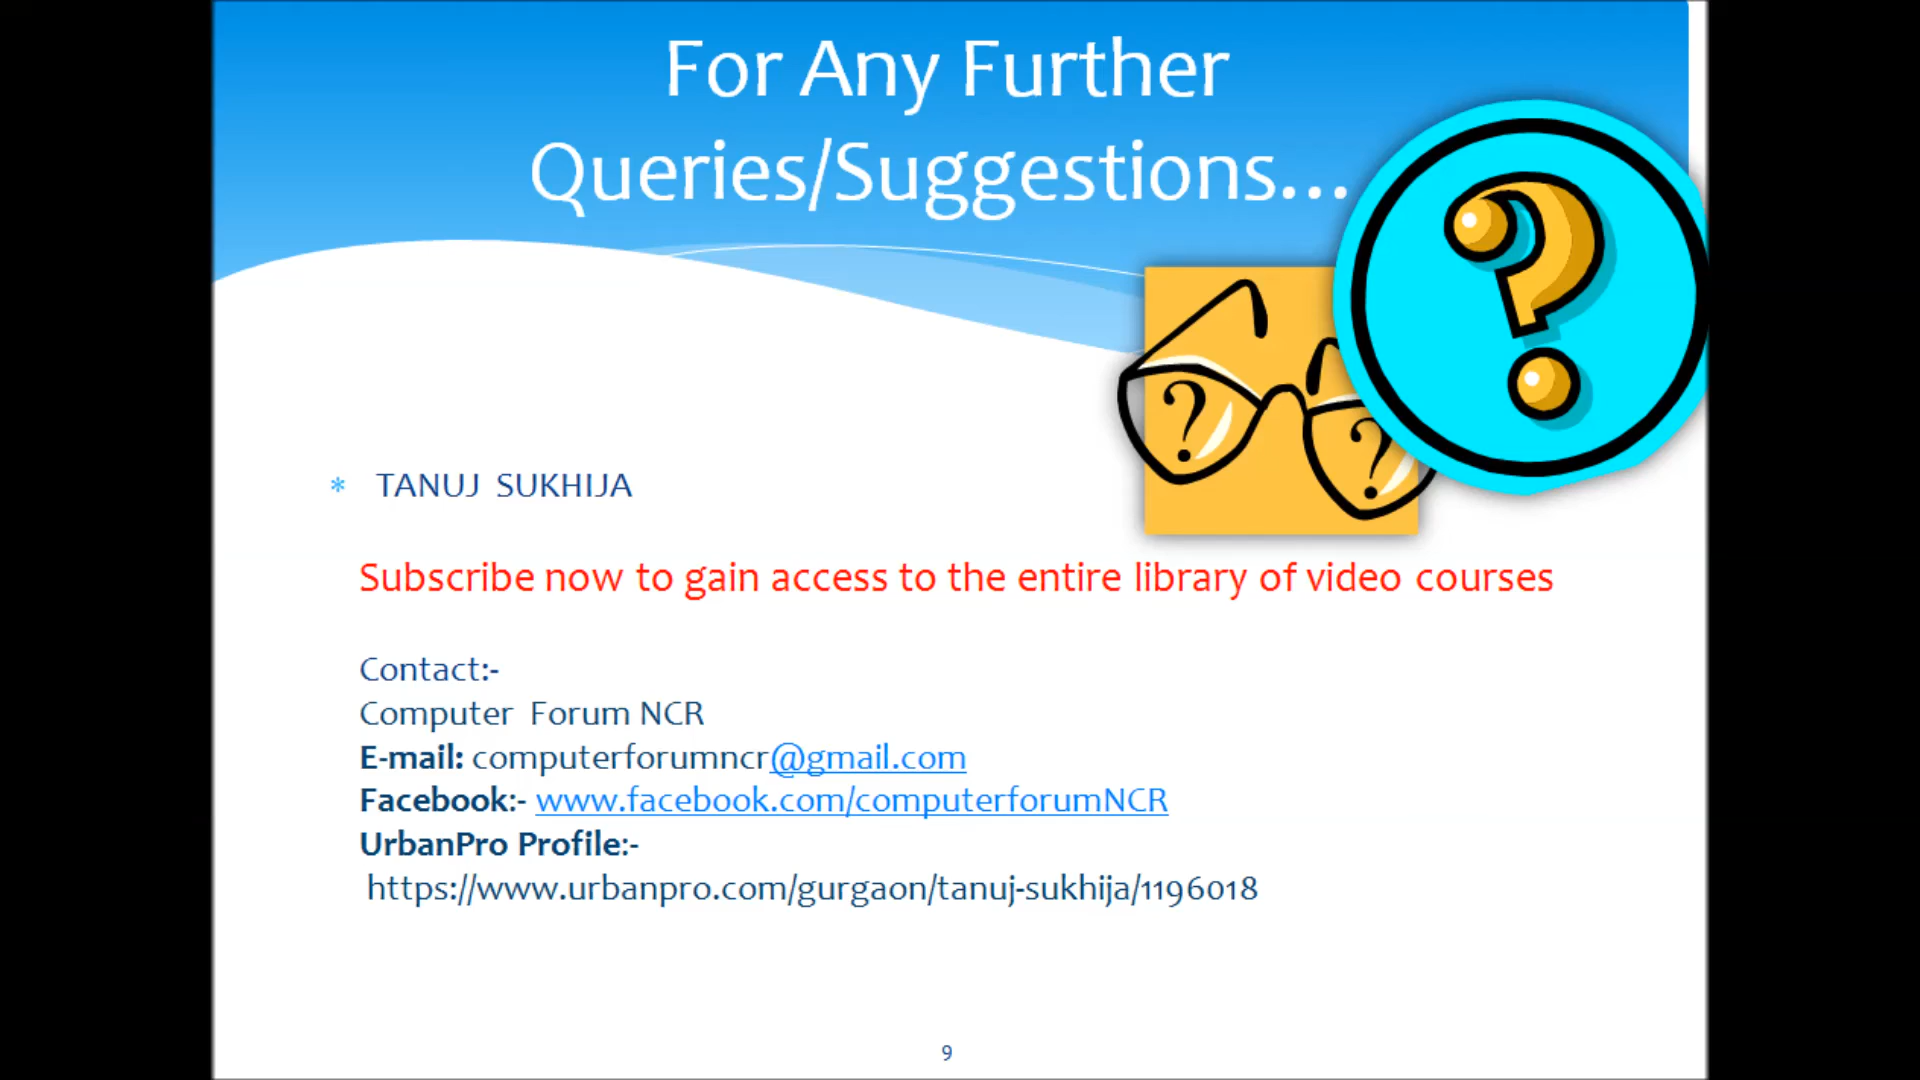 For Any Further
Queries/Suggestions...
? ? ?
* TANUJ SUKHIJA
Subscribe now to gain access to the entire library of video courses
Contact:-
Computer Forum NCR
E-mail: computerforumncr@gmail.com
Facebook:- www.facebook.com/computerforumNCR
UrbanPro Profile:-
https://www.urbanpro.com/gurgaon/tanuj-sukhija/1196018
9